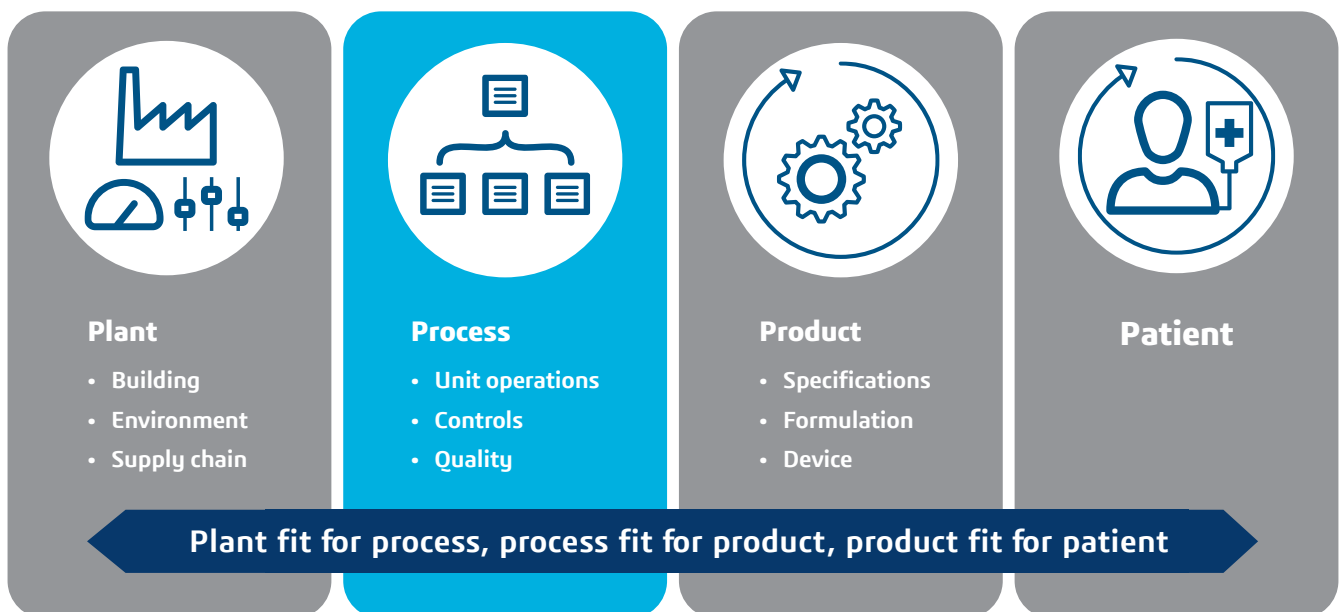 Plant
• Building
• Environment
• Supply chain
Process
• Unit operations
• Controls
• Quality
Product
• Specifications
• Formulation
• Device
Patient
Plant fit for process, process fit for product, product fit for patient